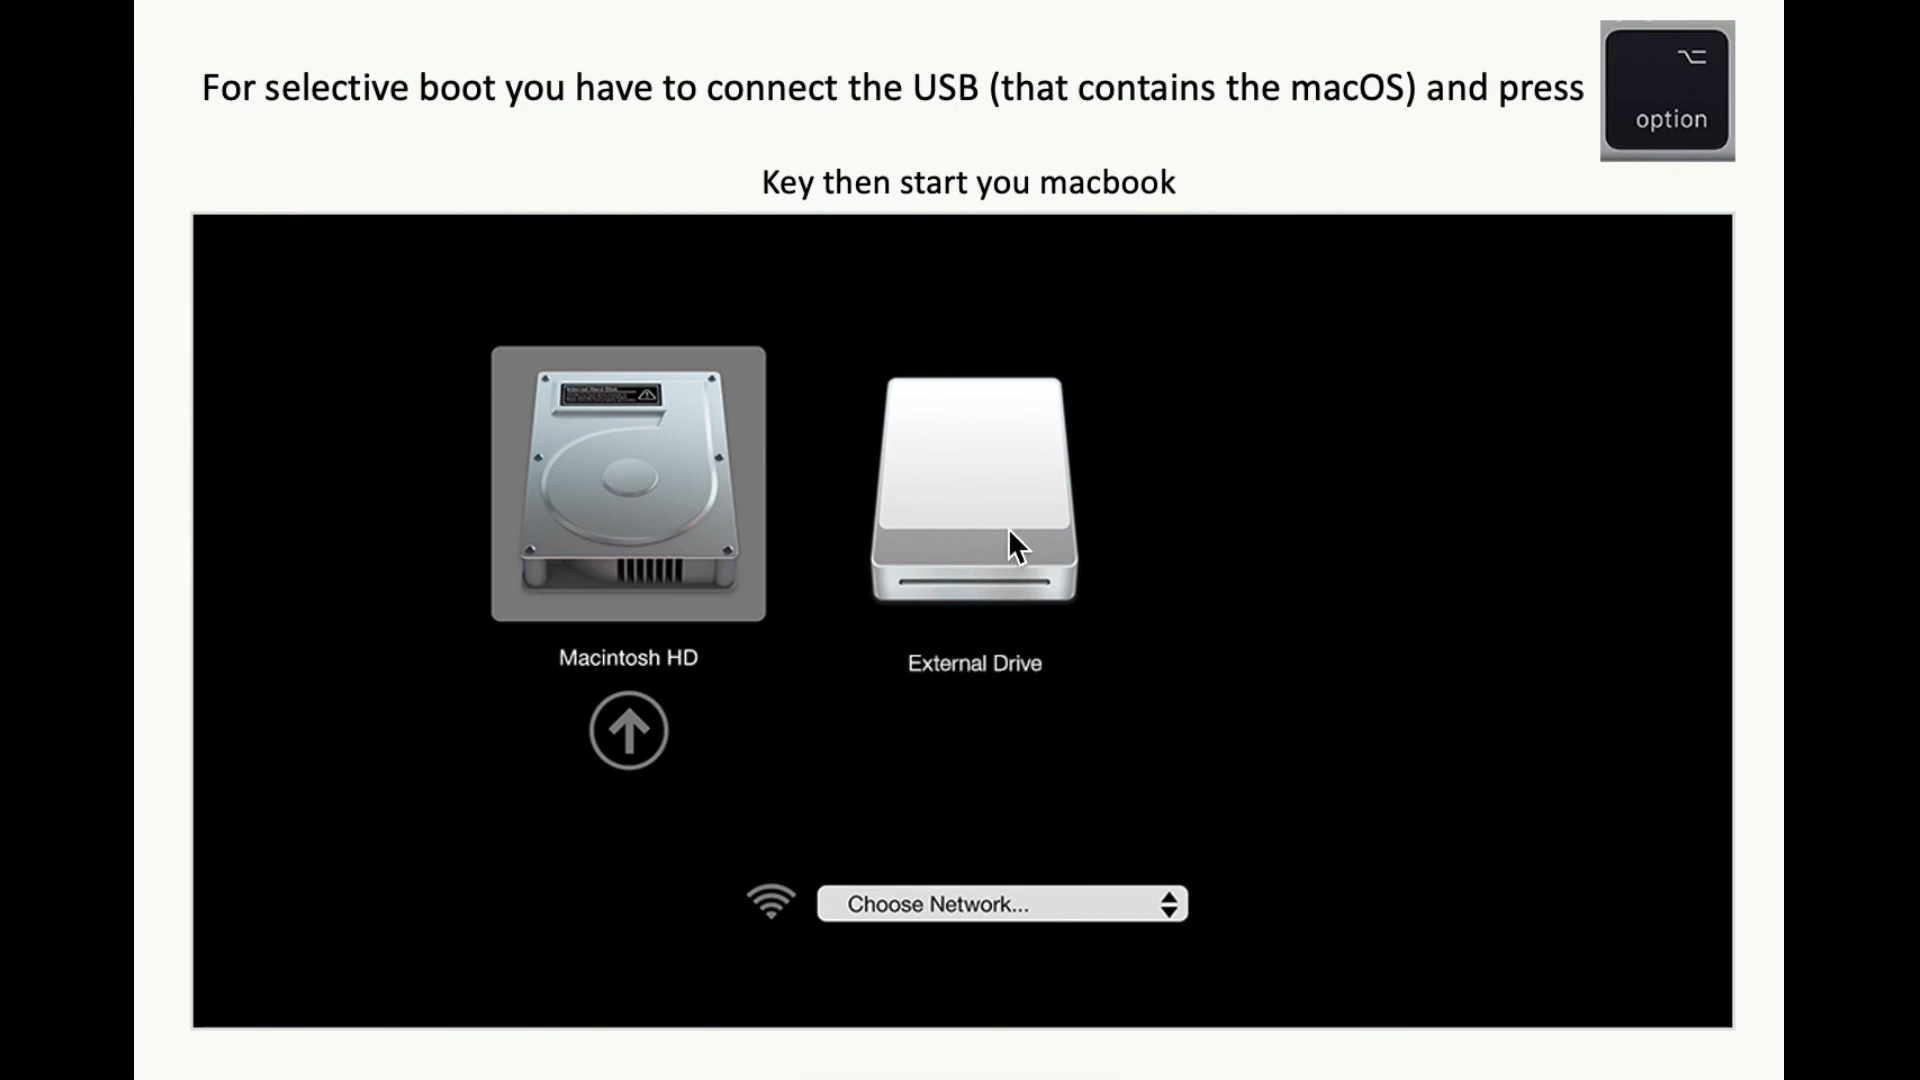 For selective boot you have to connect the USB (that contains the macOS) and press
option
Key then start you macbook
Macintosh HD
External Drive
Choose Network...